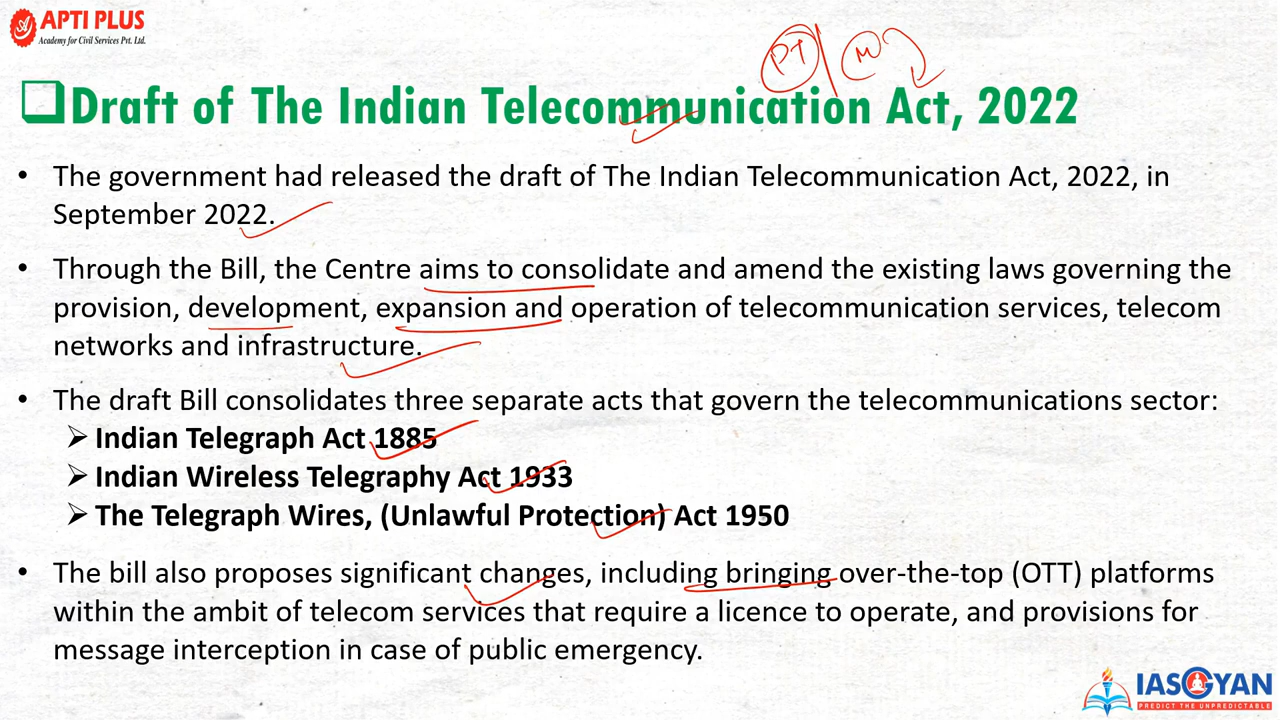 APTI PLUS
Academy for Civil Services Pvt. Ltd.
PT M
Draft of The Indian Telecommunication Act, 2022
• The government had released the draft of The Indian Telecommunication Act, 2022, in
September 2022.
• Through the Bill, the Centre aims to consolidate and amend the existing laws governing the
provision, development, expansion and operation of telecommunication services, telecom
networks and infrastructure.
• The draft Bill consolidates three separate acts that govern the telecommunications sector:
➢ Indian Telegraph Act 1885
➢ Indian Wireless Telegraphy Act 1933
➢ The Telegraph Wires, (Unlawful Protection) Act 1950
• The bill also proposes significant changes, including bringing over-the-top (OTT) platforms
within the ambit of telecom services that require a licence to operate, and provisions for
message interception in case of public emergency.
IASGYAN
PREDICT THE UNPREDICTABLE